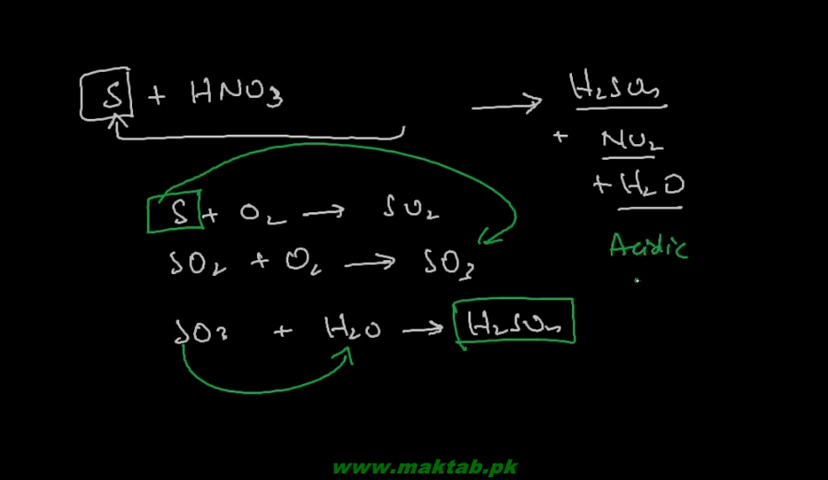 S + HNO3 ⟶ H2SO4
+ NO2
+ H2O
S + O2 ⟶ SO2
Acidic
SO2 + O2 ⟶ SO3
SO3 + H2O ⟶ H2SO4
www.maktab.pk